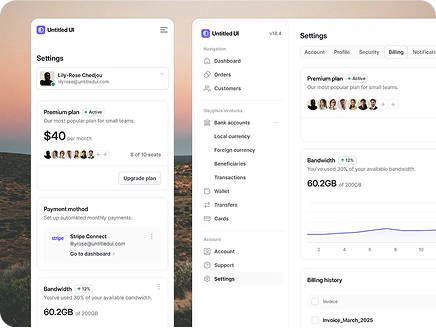 Untitled UI
Settings
Lily-Rose Chedjou
lilyrose@untitledui.com
Premium plan
Active
Our most popular plan for small teams.
$40 per month
8 of 10 seats
Upgrade plan
Payment method
Set up automated monthly payments.
stripe
Stripe Connect
lilyrose@untitledui.com
Go to dashboard
Bandwidth
12%
You've used 30% of your available bandwidth.
60.2GB of 200GB
Untitled UI
v18.4
Navigation
Dashboard
Orders
Customers
Sisyphus Ventures
Bank accounts
Local currency
Foreign currency
Beneficiaries
Transactions
Wallet
Transfers
Cards
Account
Account
Support
Settings
Settings
Account
Profile
Security
Billing
Notificatio
Premium plan
Active
Our most popular plan for small teams.
Bandwidth
12%
You've used 30% of your available bandwidth.
60.2GB of 200GB
2
4
6
8
10
Billing history
Invoice
Invoice_March_2025